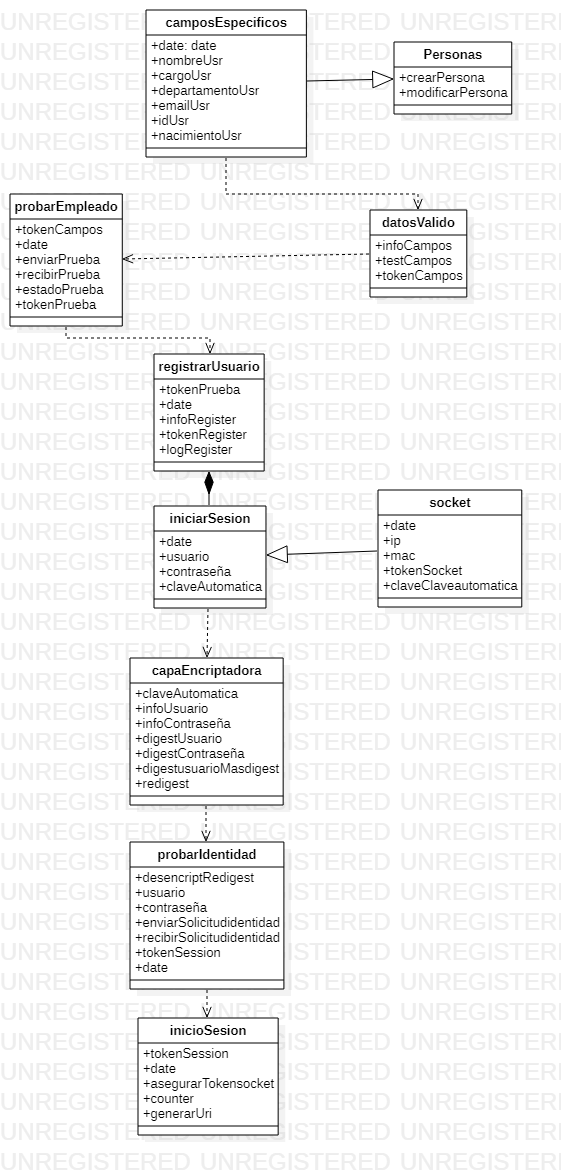 camposEspecificos
+date: date
+nombreUsr
+cargoUsr
+departamentoUsr
+emailUsr
+idUsr
+nacimientoUsr
Personas
+crearPersona
+modificarPersona
probarEmpleado
+tokenCampos
+date
+enviarPrueba
+recibirPrueba
+estadoPrueba
+tokenPrueba
datosValido
+infoCampos
+testCampos
+tokenCampos
registrarUsuario
+tokenPrueba
+date
+infoRegister
+tokenRegister
+logRegister
iniciarSesion
+date
+usuario
+contraseña
+claveAutomatica
socket
+date
+ip
+mac
+tokenSocket
+claveClaveautomatica
capaEncriptadora
+claveAutomatica
+infoUsuario
+infoContraseña
+digestUsuario
+digestContraseña
+digestusuarioMasdigest
+redigest
probarIdentidad
+desencriptRedigest
+usuario
+contraseña
+enviarSolicitudidentidad
+recibirSolicitudidentidad
+tokenSession
+date
inicioSesion
+tokenSession
+date
+asegurarTokensocket
+counter
+generarUri
UNREGISTERED